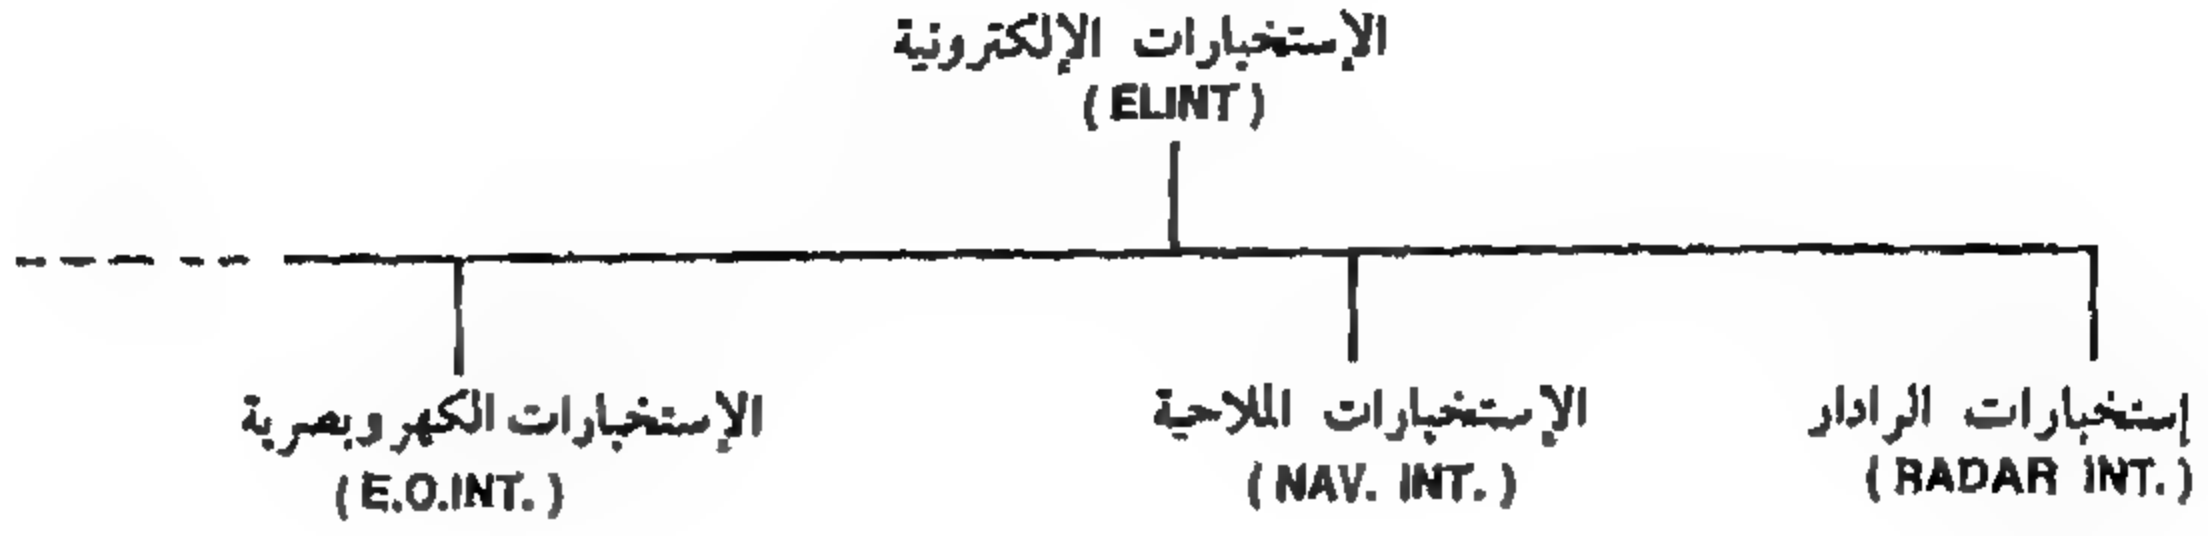 الإستخبارات الإلكترونية
( ELINT )
إستخبارات الرادار
( RADAR INT. )
الإستخبارات الملاحية
( NAV. INT. )
الإستخبارات الكهروبصرية
( E.O.INT. )